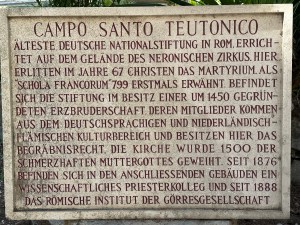 CAMPO SANTO TEUTONICO
ÄLTESTE DEUTSCHE NATIONALSTIFTUNG IN ROM. ERRICH-
TET AUF DEM GELÄNDE DES NERONISCHEN ZIRKUS. HIER
ERLITTEN IM JAHRE 67 CHRISTEN DAS MARTYRIUM. ALS
"SCHOLA FRANCORUM" 799 ERSTMALS ERWÄHNT. BEFINDET
SICH DIE STIFTUNG IM BESITZ EINER UM 1450 GEGRÜN-
DETEN ERZBRUDERSCHAFT DEREN MITGLIEDER KOMMEN
AUS DEM DEUTSCHSPRACHIGEN UND NIEDERLÄNDISCH-
FLÄMISCHEN KULTURBEREICH UND BESITZEN HIER DAS
BEGRÄBNISRECHT. DIE KIRCHE WURDE 1500 DER
SCHMERZHAFTEN MUTTERGOTTES GEWEIHT. SEIT 1876
BEFINDEN SICH IN DEN ANSCHLIESSENDEN GEBÄUDEN EIN
WISSENSCHAFTLICHES PRIESTERKOLLEG UND SEIT 1888
DAS RÖMISCHE INSTITUT DER GÖRRESGESELLSCHAFT